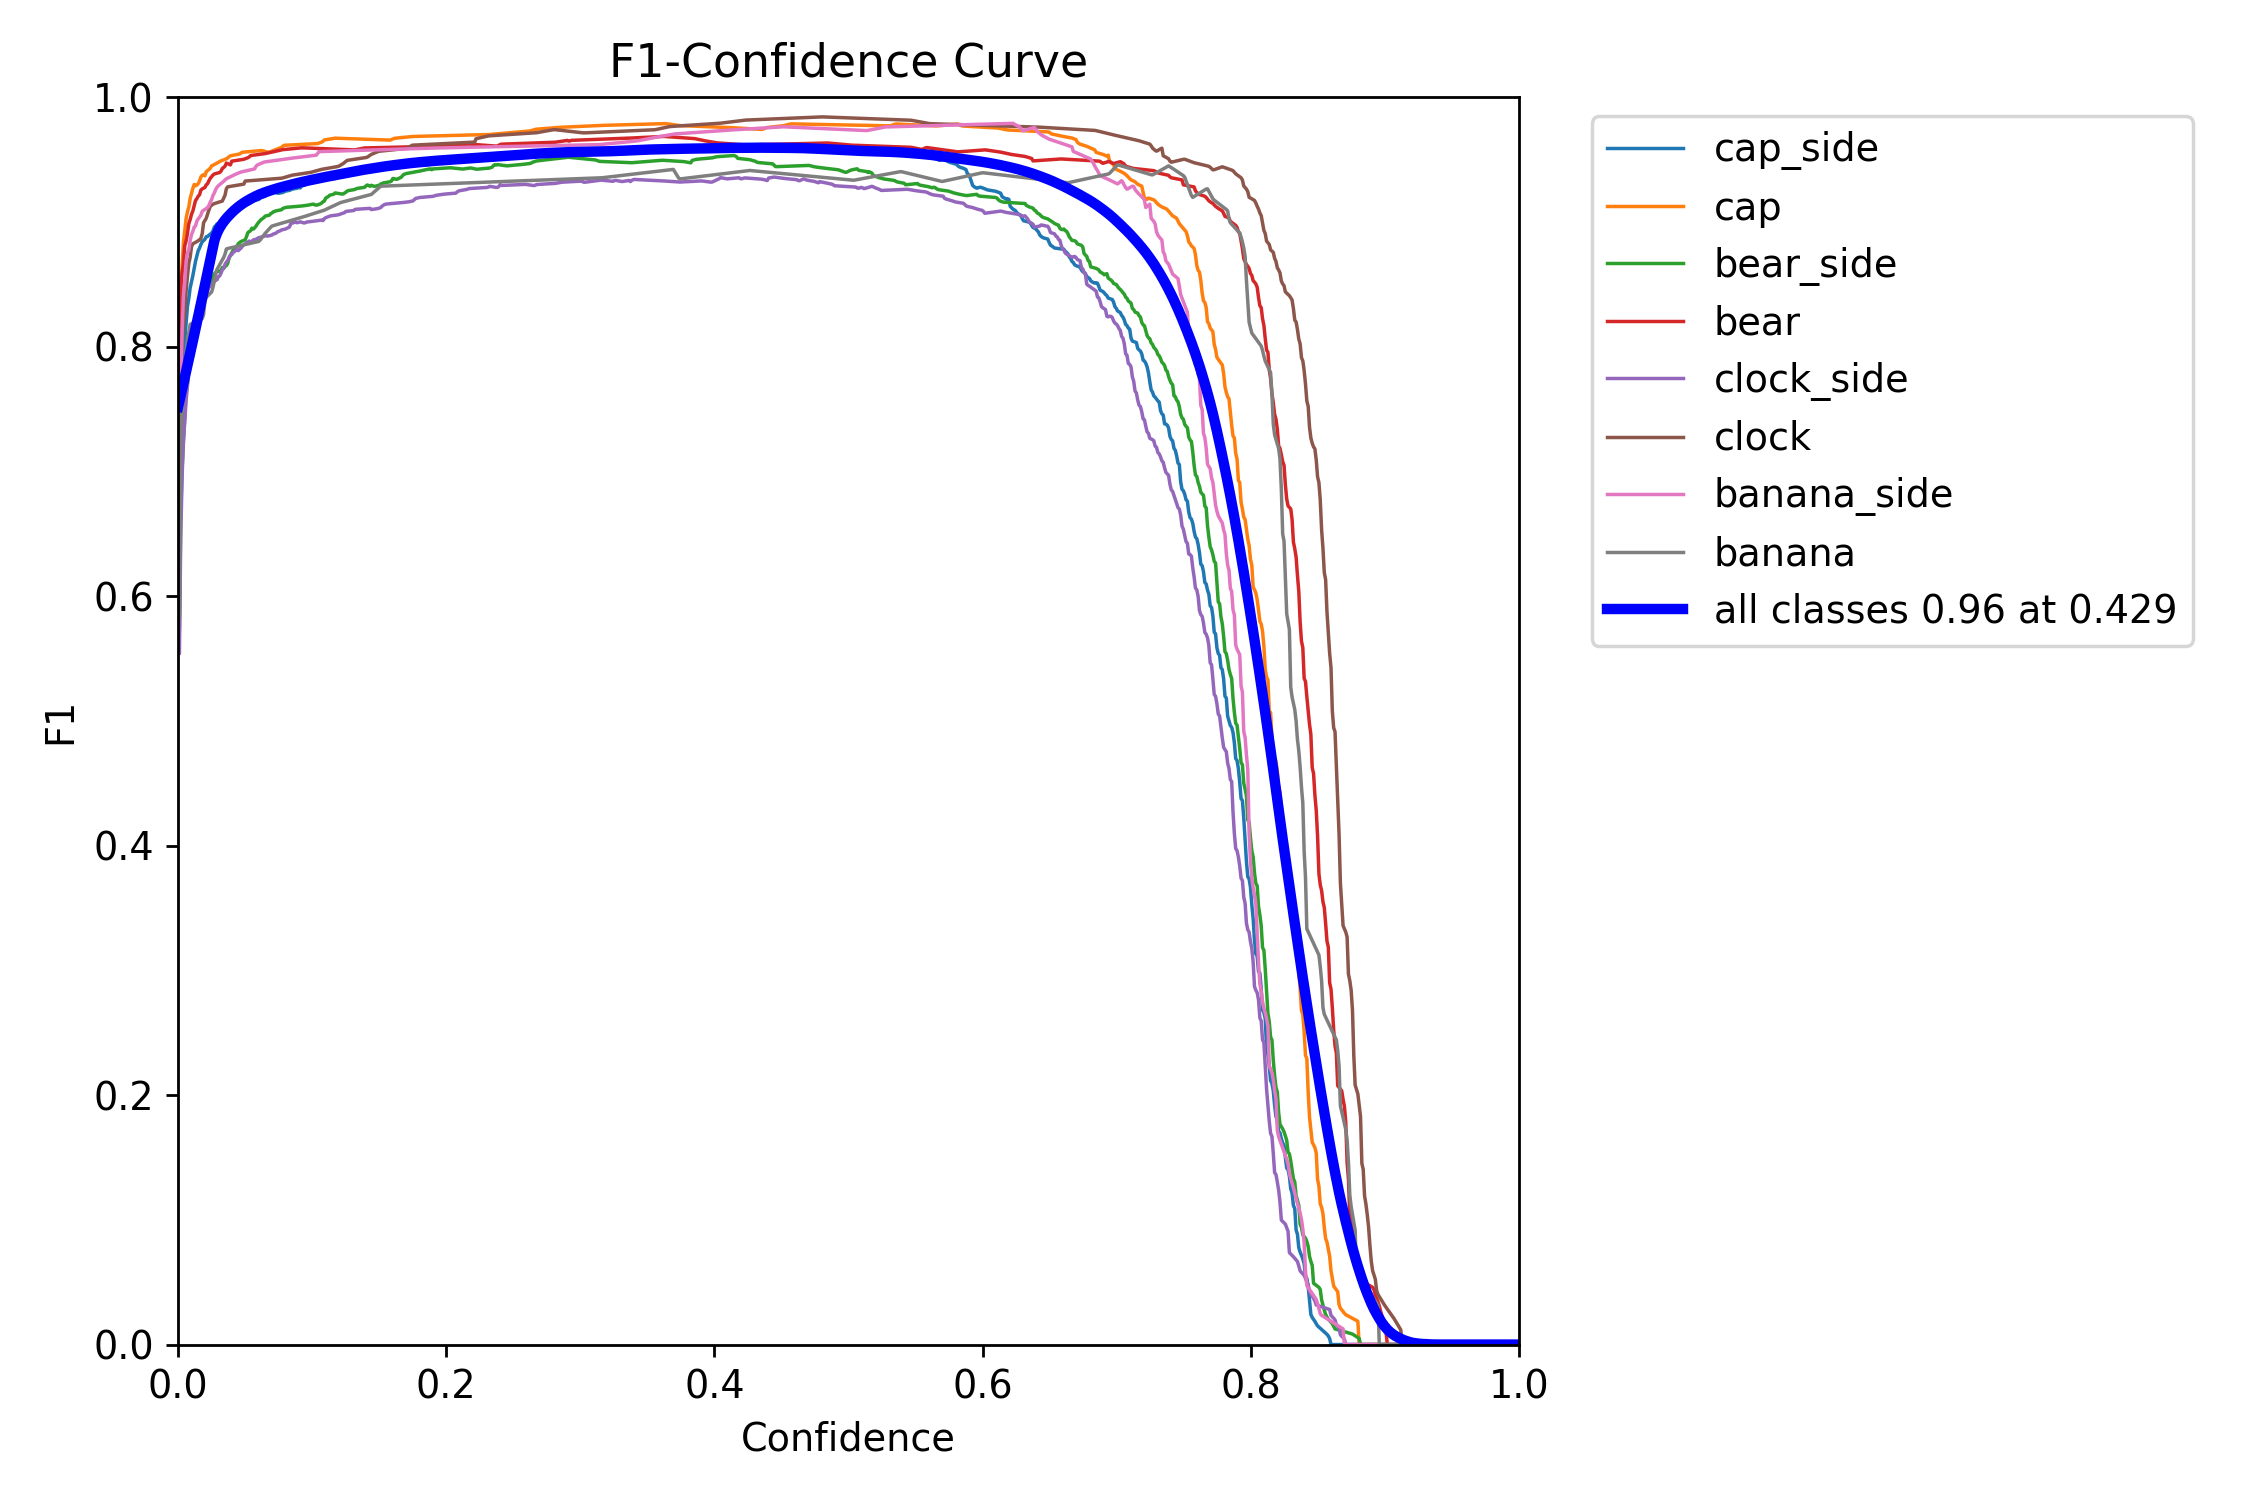 F1-Confidence Curve
1.0
0.8
0.6
0.4
0.2
0.0
F1
0.0 0.2 0.4 0.6 0.8 1.0
Confidence
cap_side
cap
bear_side
bear
clock_side
clock
banana_side
banana
all classes 0.96 at 0.429